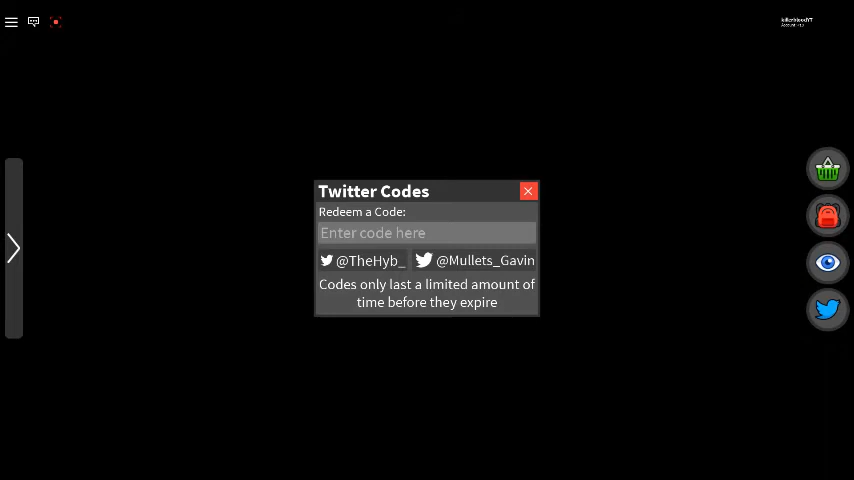 Twitter Codes
Redeem a Code:
Enter code here
@TheHyb_ @Mullets_Gavin
Codes only last a limited amount of
time before they expire